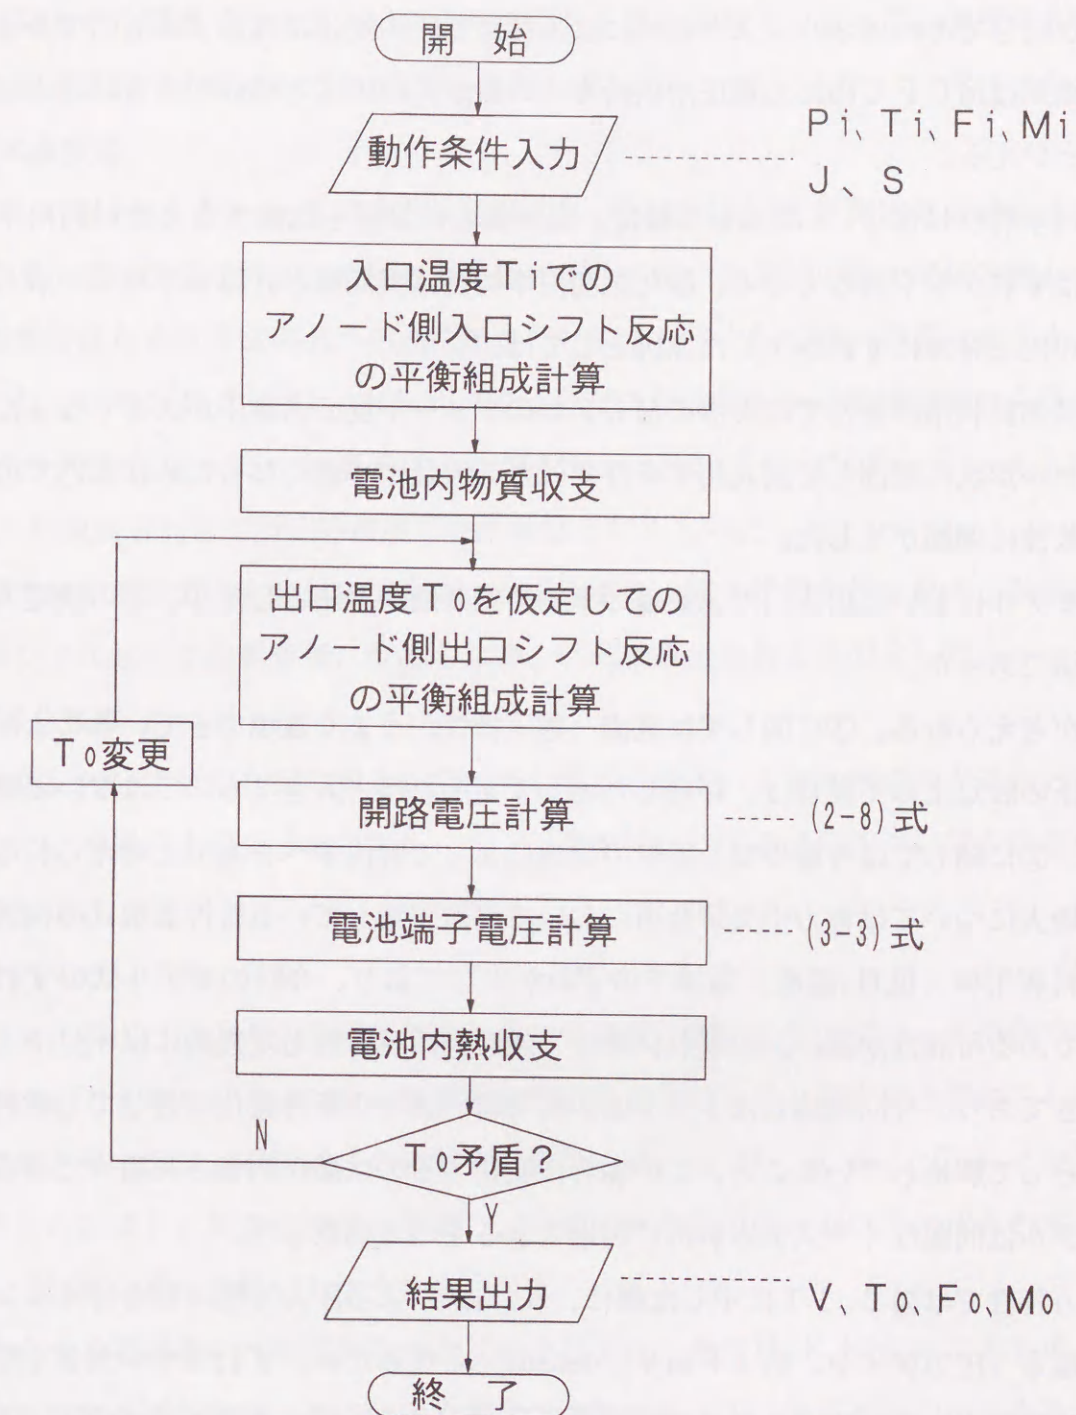 開 始
動作条件入力
Pi、Ti、Fi、Mi
J、S
入口温度Tiでの
アノード側入口シフト反応
の平衡組成計算
電池内物質収支
出口温度Toを仮定しての
アノード側出口シフト反応
の平衡組成計算
To変更
開路電圧計算
(2-8)式
電池端子電圧計算
(3-3)式
電池内熱収支
N
To矛盾?
Y
結果出力
V、To、Fo、Mo
終 了